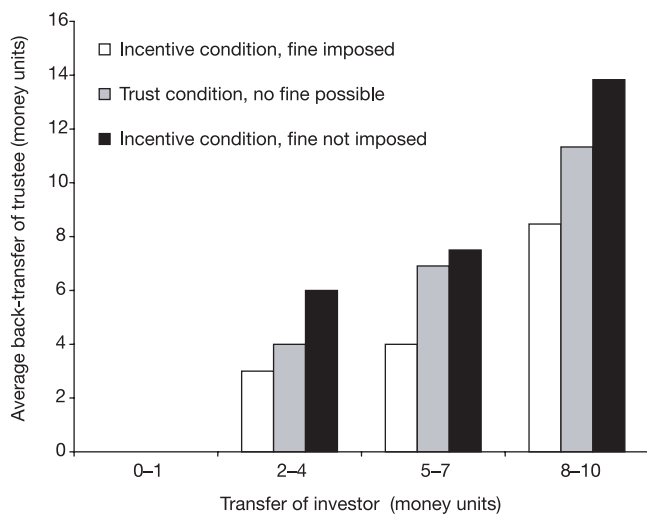 16
14
12
10
8
6
4
2
0
Average back-transfer of trustee (money units)
Incentive condition, fine imposed
Trust condition, no fine possible
Incentive condition, fine not imposed
0–1 2–4 5–7 8–10
Transfer of investor (money units)